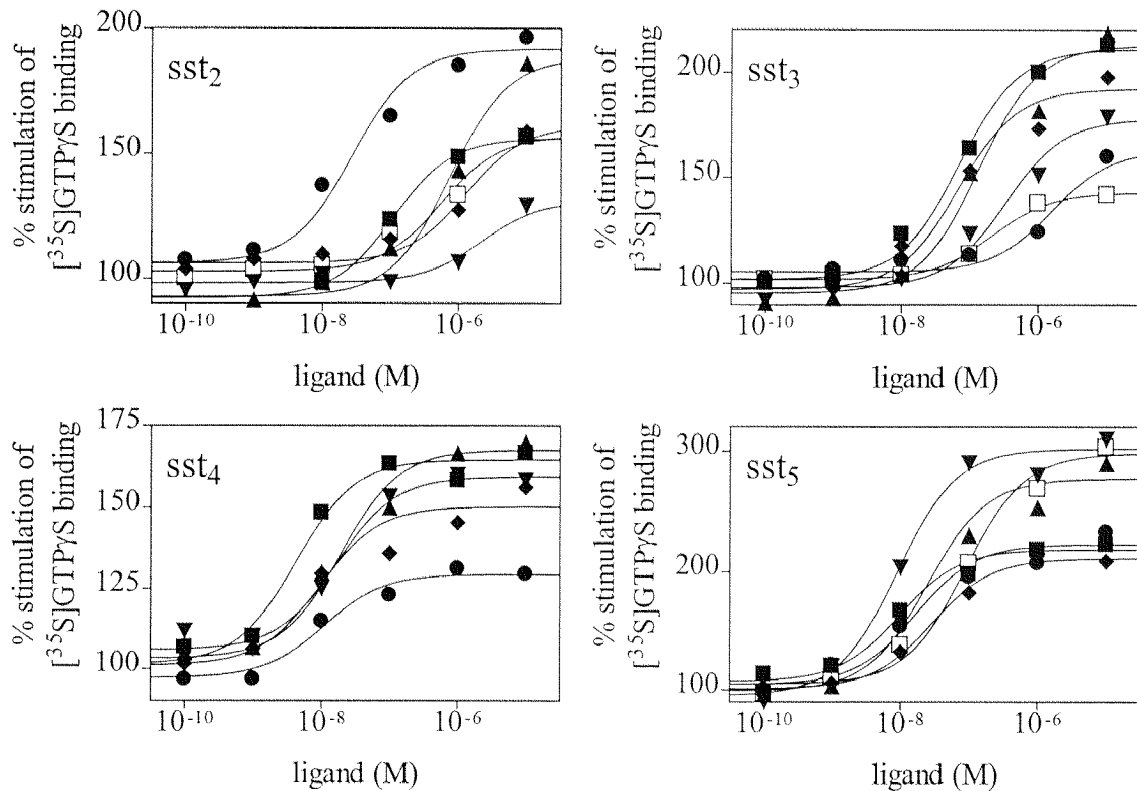 % stimulation of
[³⁵S]GTPγS binding
200
150
100
sst₂
10⁻¹⁰ 10⁻⁸ 10⁻⁶
ligand (M)
% stimulation of
[³⁵S]GTPγS binding
200
150
100
sst₃
10⁻¹⁰ 10⁻⁸ 10⁻⁶
ligand (M)
% stimulation of
[³⁵S]GTPγS binding
175
150
125
100
sst₄
10⁻¹⁰ 10⁻⁸ 10⁻⁶
ligand (M)
% stimulation of
[³⁵S]GTPγS binding
300
200
100
sst₅
10⁻¹⁰ 10⁻⁸ 10⁻⁶
ligand (M)